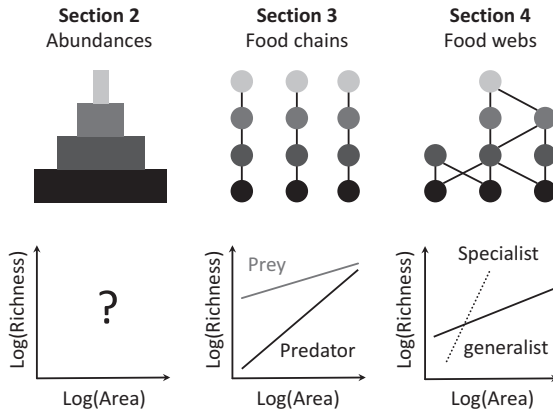 Section 2
Abundances
Section 3
Food chains
Section 4
Food webs
?
Log(Richness)
Log(Area)
Prey
Predator
Log(Richness)
Log(Area)
Specialist
generalist
Log(Richness)
Log(Area)